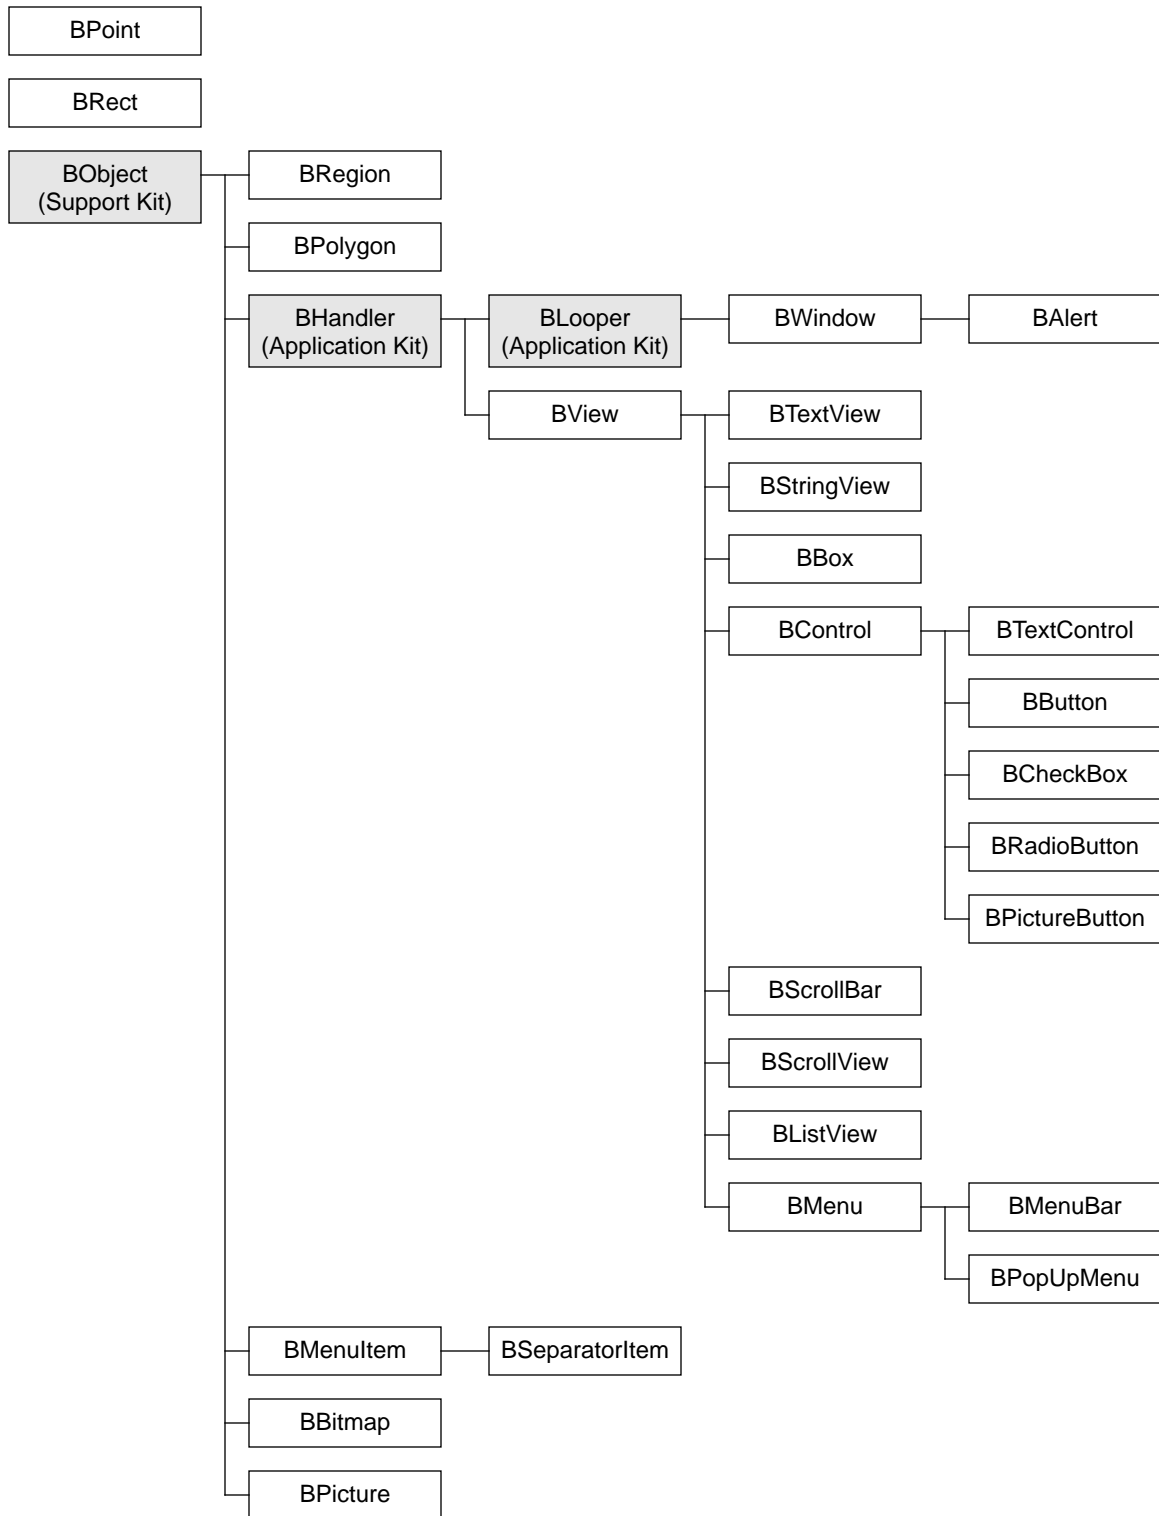 BPoint
BRect
BObject
(Support Kit)
BRegion
BPolygon
BHandler
(Application Kit)
BLooper
(Application Kit)
BWindow
BAlert
BView
BTextView
BStringView
BBox
BControl
BTextControl
BButton
BCheckBox
BRadioButton
BPictureButton
BScrollBar
BScrollView
BListView
BMenu
BMenuBar
BPopUpMenu
BMenuItem
BSeparatorItem
BBitmap
BPicture